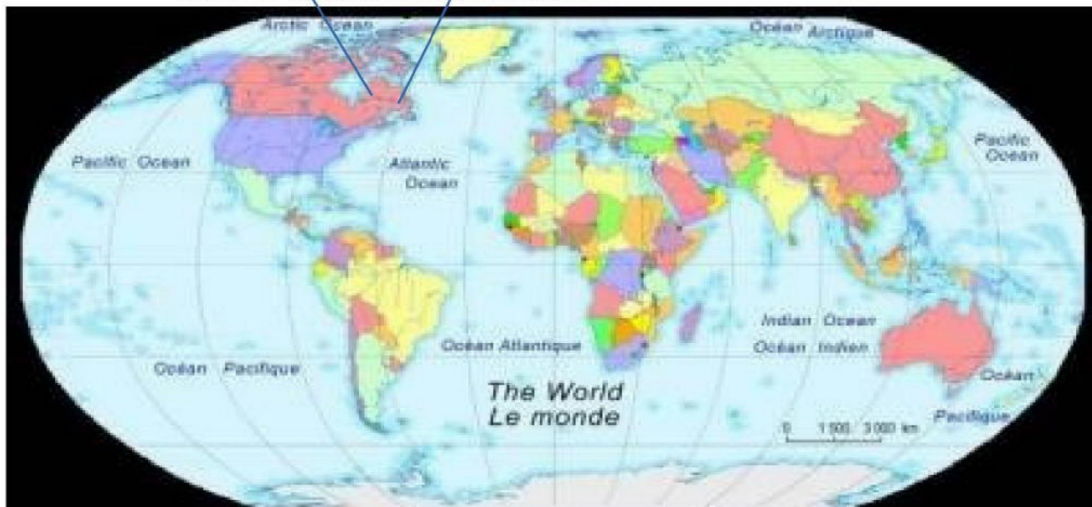 Arctic Ocean
Océan
Arctique
Pacific Ocean
Atlantic
Ocean
Pacific
Ocean
Indian Ocean
Océan Atlantique
Océan Indien
Océan Pacifique
Océan
Pacifique
The World
Le monde
0 1 500 3 000 km